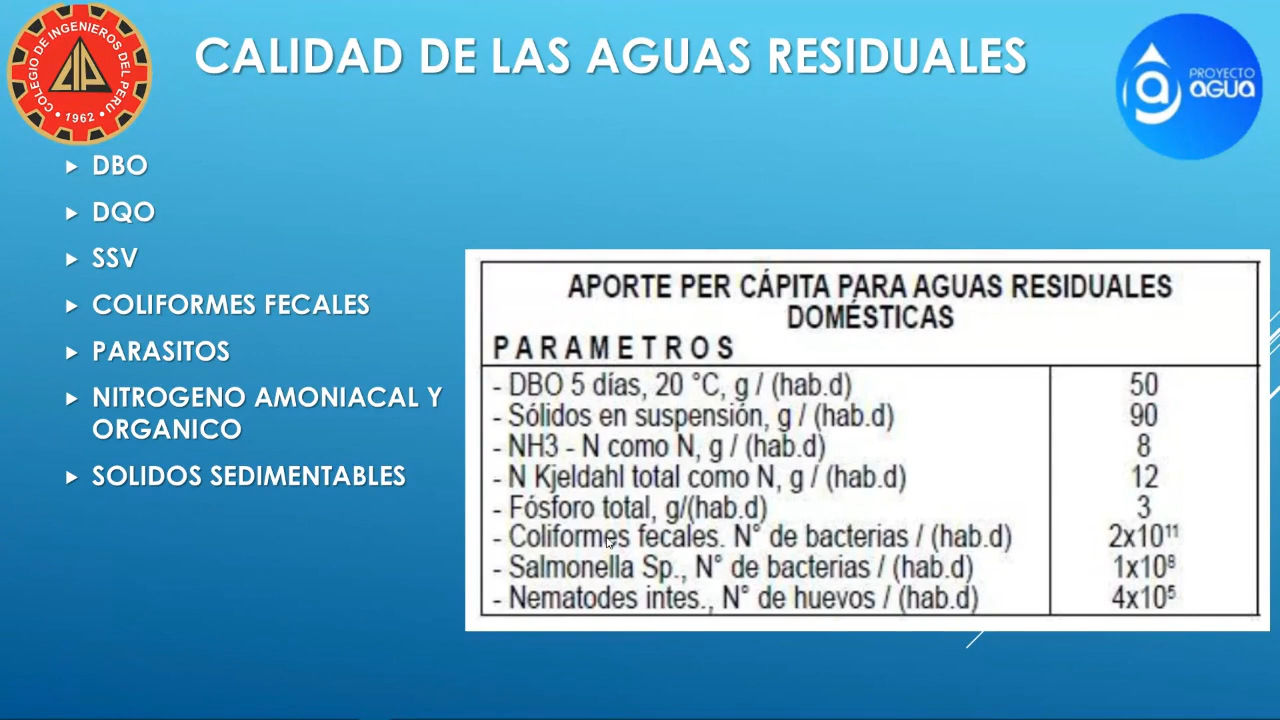 COLEGIO DE INGENIEROS DEL PERU
1962
CALIDAD DE LAS AGUAS RESIDUALES
PROYECTO
AGUA
DBO
DQO
SSV
COLIFORMES FECALES
PARASITOS
NITROGENO AMONIACAL Y
ORGANICO
SOLIDOS SEDIMENTABLES
APORTE PER CÁPITA PARA AGUAS RESIDUALES
DOMÉSTICAS
PARAMETROS
- DBO 5 días, 20 °C, g / (hab.d) 50
- Sólidos en suspensión, g / (hab.d) 90
- NH3 - N como N, g / (hab.d) 8
- N Kjeldahl total como N, g / (hab.d) 12
- Fósforo total, g/(hab.d) 3
- Coliformes fecales. N° de bacterias / (hab.d) 2x10¹¹
- Salmonella Sp., N° de bacterias / (hab.d) 1x10⁸
- Nematodes intes., N° de huevos / (hab.d) 4x10⁵